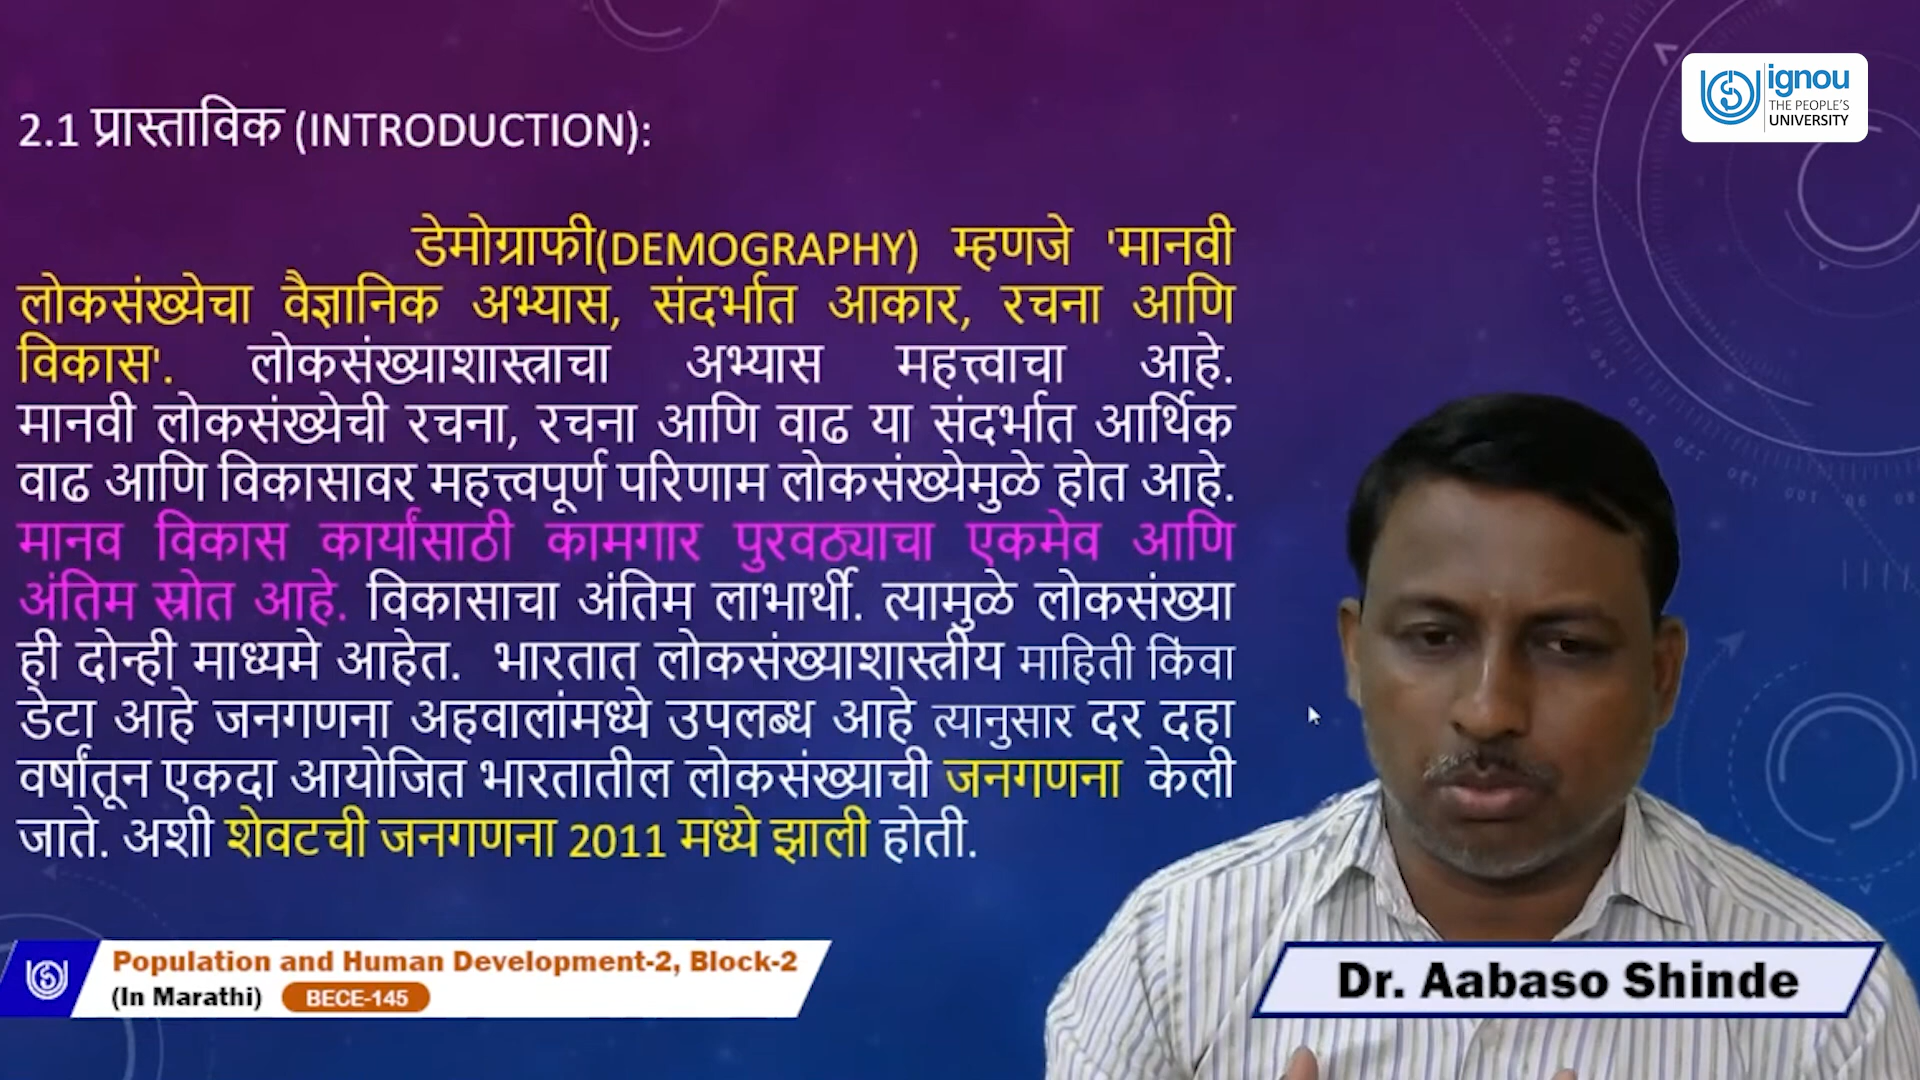 ignou
THE PEOPLE'S
UNIVERSITY
2.1 प्रास्ताविक (INTRODUCTION):
डेमोग्राफी(DEMOGRAPHY) म्हणजे 'मानवी
लोकसंख्येचा वैज्ञानिक अभ्यास, संदर्भात आकार, रचना आणि
विकास'. लोकसंख्याशास्त्राचा अभ्यास महत्त्वाचा आहे.
मानवी लोकसंख्येची रचना, रचना आणि वाढ या संदर्भात आर्थिक
वाढ आणि विकासावर महत्त्वपूर्ण परिणाम लोकसंख्येमुळे होत आहे.
मानव विकास कार्यांसाठी कामगार पुरवठ्याचा एकमेव आणि
अंतिम स्रोत आहे. विकासाचा अंतिम लाभार्थी. त्यामुळे लोकसंख्या
ही दोन्ही माध्यमे आहेत. भारतात लोकसंख्याशास्त्रीय माहिती किंवा
डेटा आहे जनगणना अहवालांमध्ये उपलब्ध आहे त्यानुसार दर दहा
वर्षांतून एकदा आयोजित भारतातील लोकसंख्याची जनगणना केली
जाते. अशी शेवटची जनगणना 2011 मध्ये झाली होती.
Population and Human Development-2, Block-2
(In Marathi) BECE-145
Dr. Aabaso Shinde